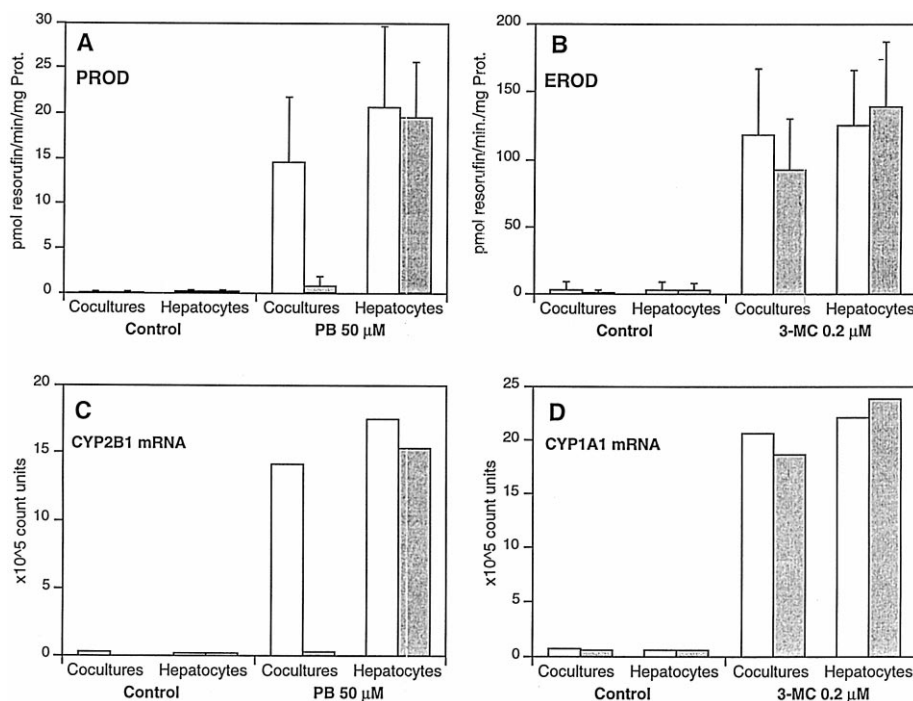 A
PROD
pmol resorufin/min/mg Prot.
30
25
20
15
10
5
0
Cocultures Hepatocytes Cocultures Hepatocytes
Control PB 50 µM
B
EROD
pmol resorufin/min./mg Prot.
200
150
100
50
0
Cocultures Hepatocytes Cocultures Hepatocytes
Control 3-MC 0.2 µM
C
CYP2B1 mRNA
x10^5 count units
20
15
10
5
0
Cocultures Hepatocytes Cocultures Hepatocytes
Control PB 50 µM
D
CYP1A1 mRNA
x10^5 count units
25
20
15
10
5
0
Cocultures Hepatocytes Cocultures Hepatocytes
Control 3-MC 0.2 µM